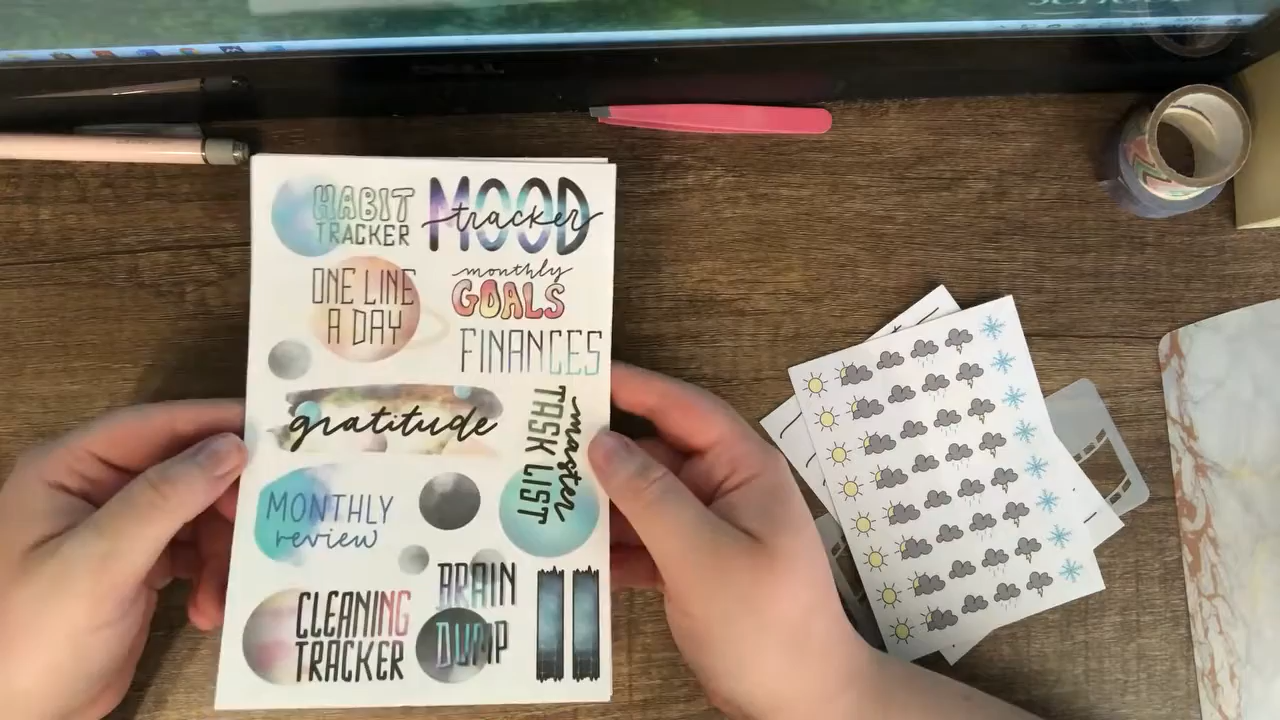 HABIT
TRACKER
MOOD
tracker
ONE LINE
A DAY
monthly
GOALS
FINANCES
gratitude
master
TASK LIST
MONTHLY
review
CLEANING
TRACKER
BRAIN
DUMP